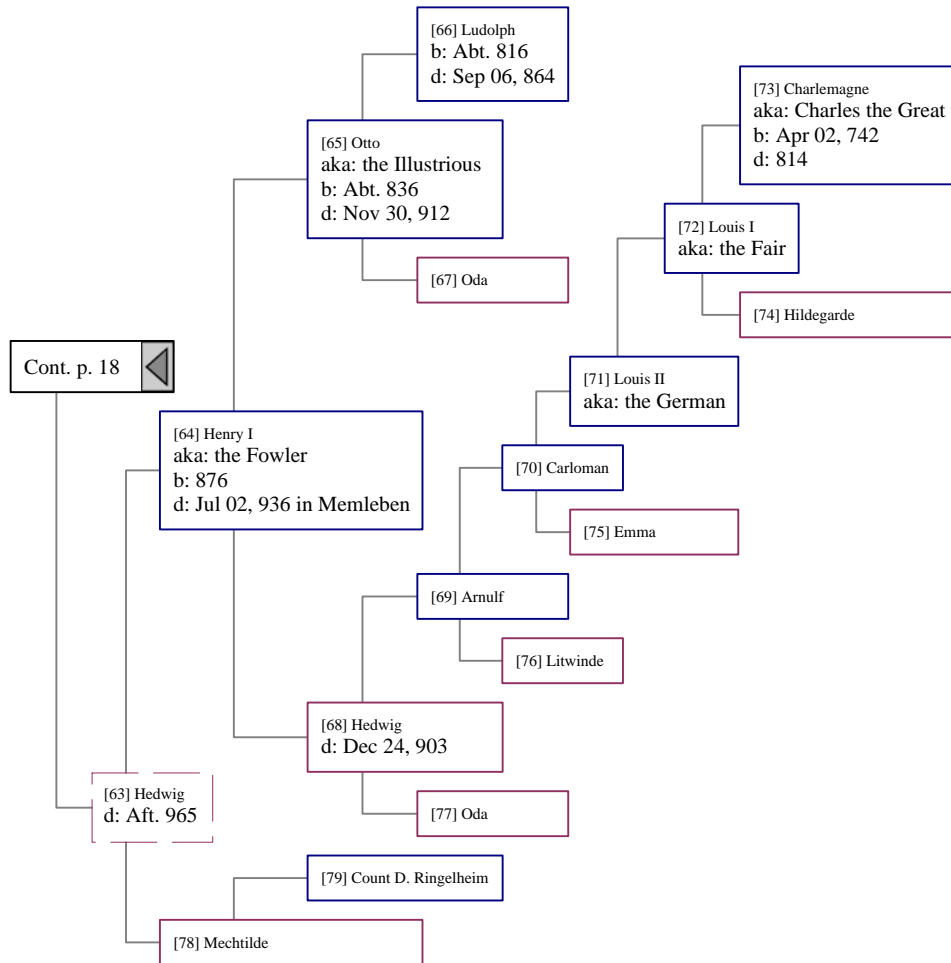 [66] Ludolph
b: Abt. 816
d: Sep 06, 864
[73] Charlemagne
aka: Charles the Great
b: Apr 02, 742
d: 814
[65] Otto
aka: the Illustrious
b: Abt. 836
d: Nov 30, 912
[72] Louis I
aka: the Fair
[67] Oda
[74] Hildegarde
Cont. p. 18
[71] Louis II
aka: the German
[64] Henry I
aka: the Fowler
b: 876
d: Jul 02, 936 in Memleben
[70] Carloman
[75] Emma
[69] Arnulf
[76] Litwinde
[68] Hedwig
d: Dec 24, 903
[63] Hedwig
d: Aft. 965
[77] Oda
[79] Count D. Ringelheim
[78] Mechtilde